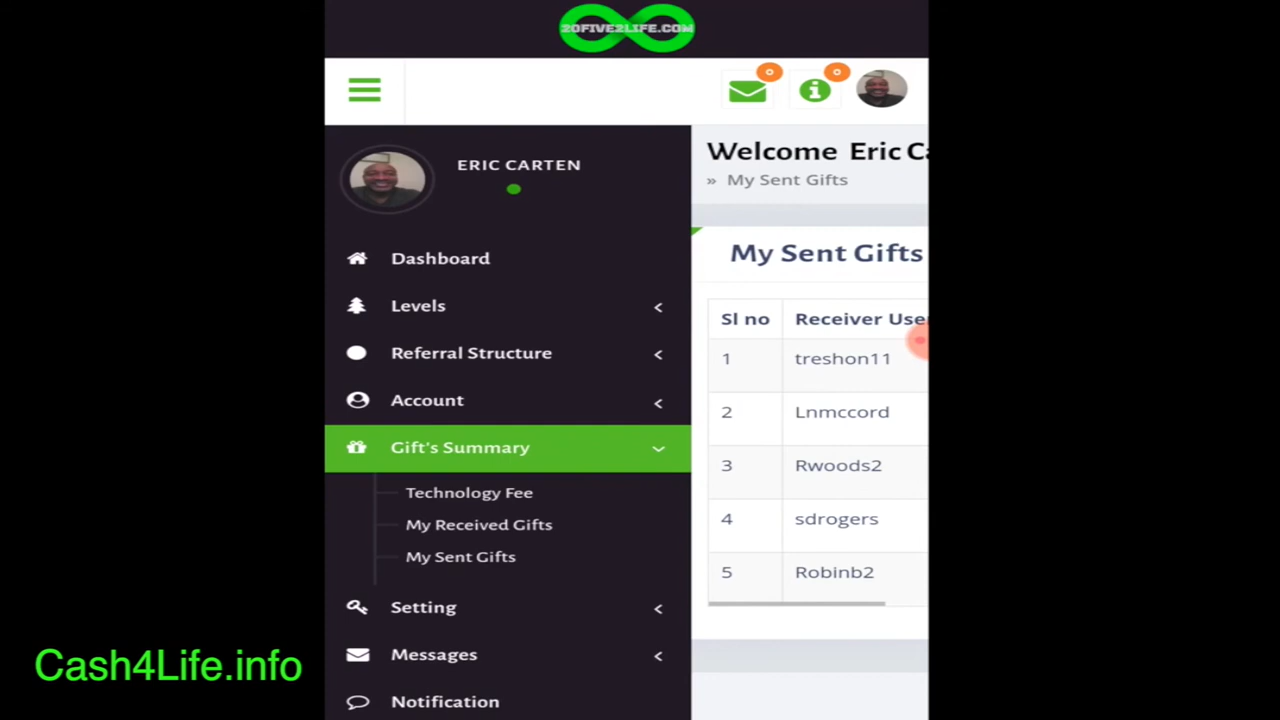 20FIVE2LIFE.COM
0
0
ERIC CARTEN
Welcome Eric Ca
» My Sent Gifts
Dashboard
Levels
Referral Structure
Account
Gift's Summary
Technology Fee
My Received Gifts
My Sent Gifts
Setting
Messages
Notification
My Sent Gifts
Sl no Receiver User
1 treshon11
2 Lnmccord
3 Rwoods2
4 sdrogers
5 Robinb2
Cash4Life.info